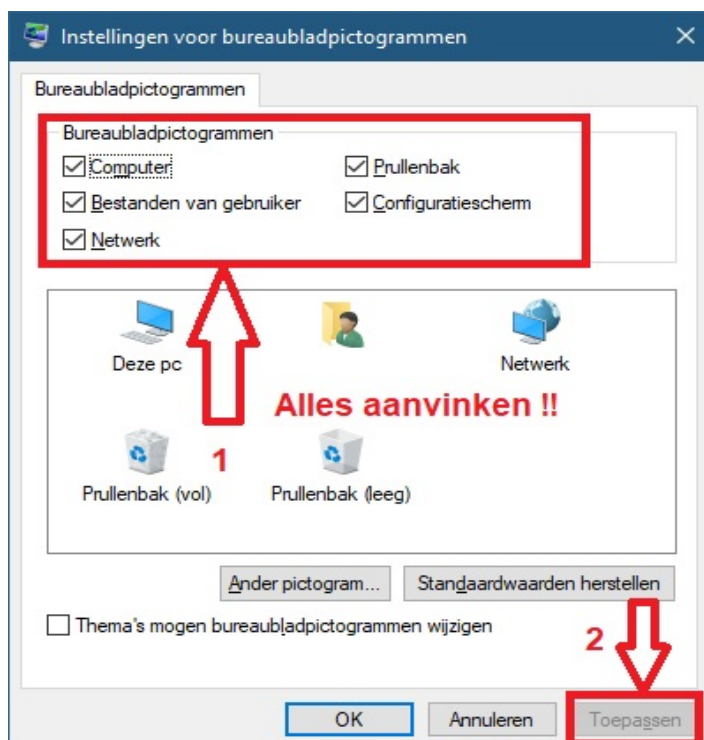 Instellingen voor bureaubladpictogrammen
Bureaubladpictogrammen
Bureaubladpictogrammen
Computer
Prullenbak
Bestanden van gebruiker
Configuratiescherm
Netwerk
Deze pc
Netwerk
Alles aanvinken !!
1
Prullenbak (vol)
Prullenbak (leeg)
Ander pictogram...
Standaardwaarden herstellen
Thema's mogen bureaubladpictogrammen wijzigen
2
OK
Annuleren
Toepassen